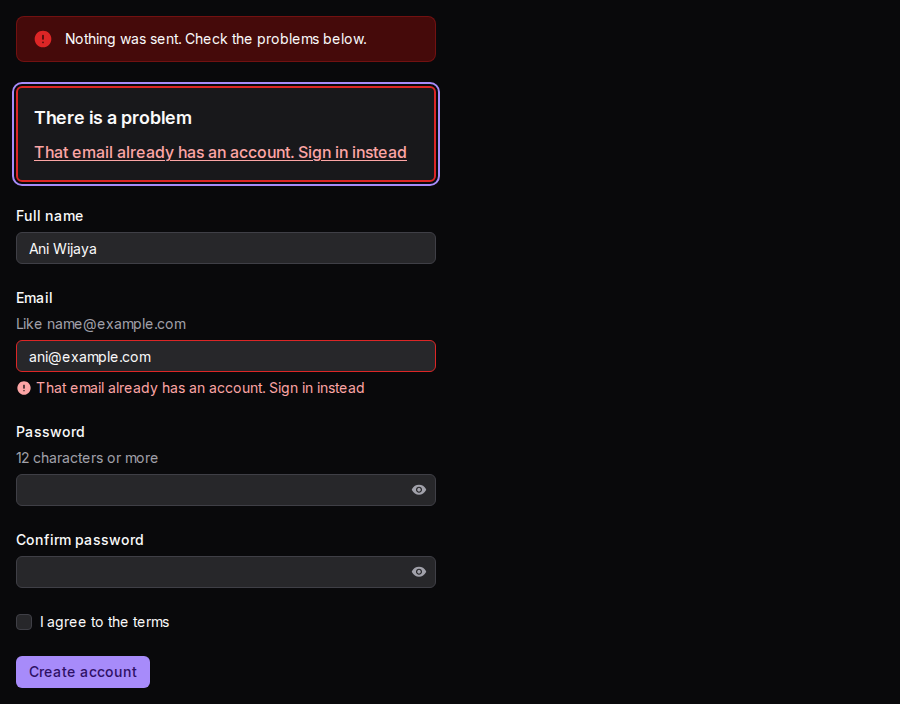 Nothing was sent. Check the problems below.
There is a problem
That email already has an account. Sign in instead
Full name
Ani Wijaya
Email
Like name@example.com
ani@example.com
That email already has an account. Sign in instead
Password
12 characters or more
Confirm password
I agree to the terms
Create account